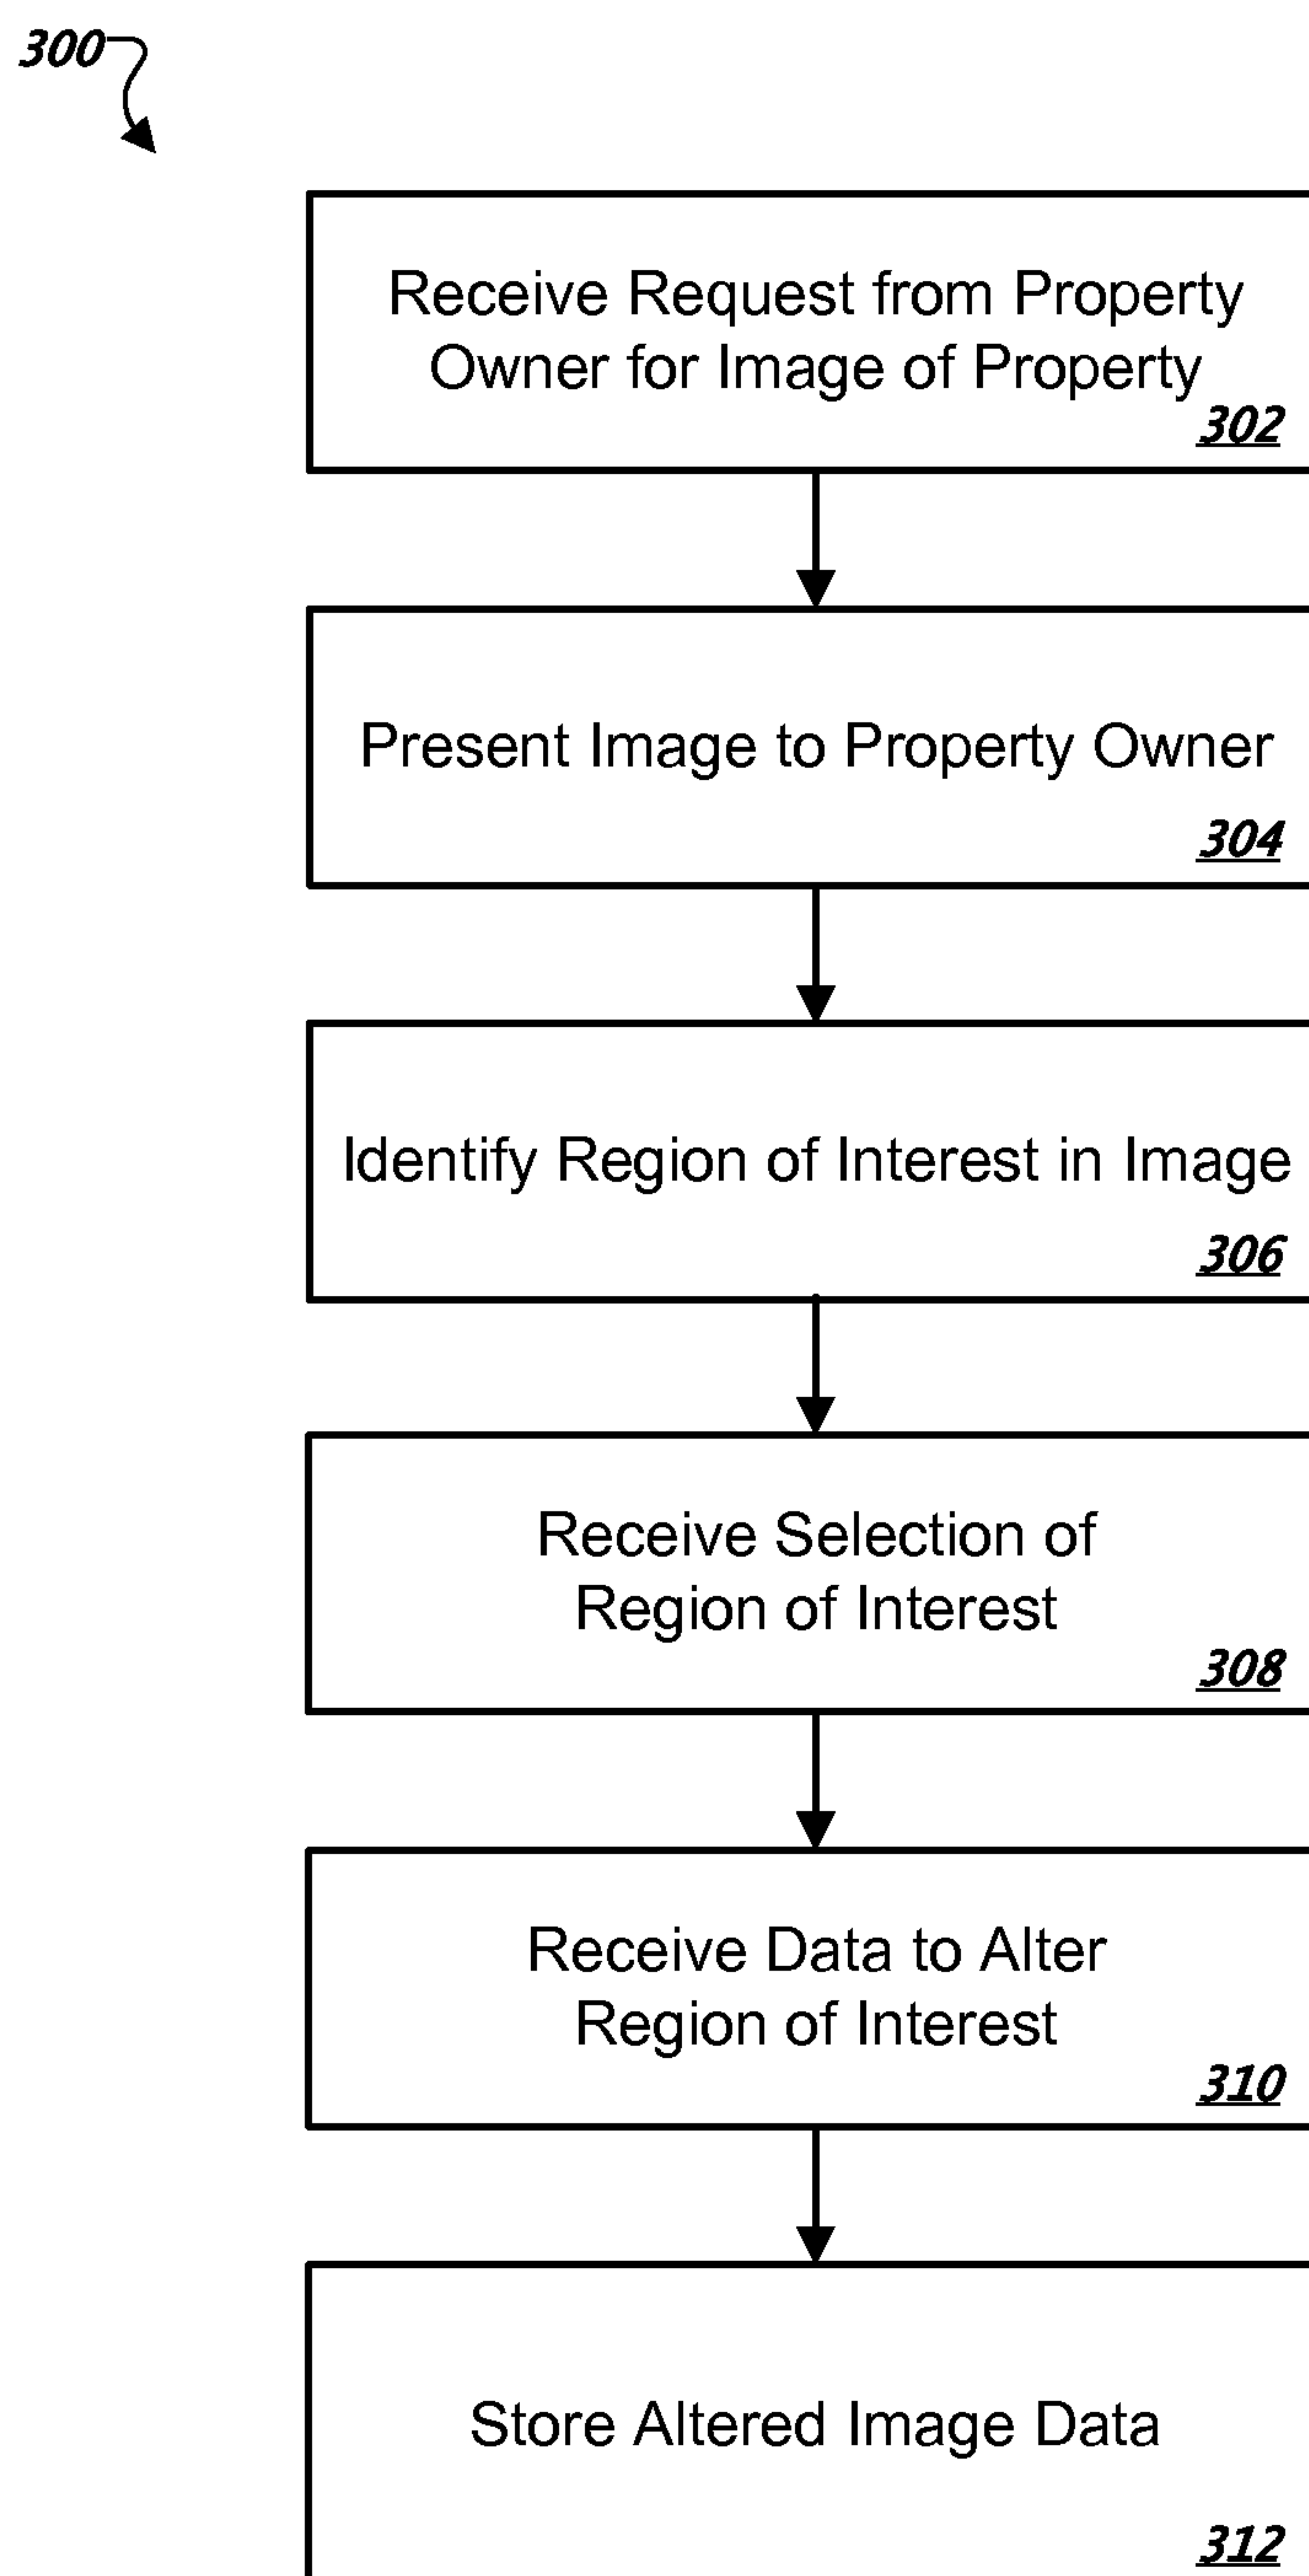 300
Receive Request from Property
Owner for Image of Property
302
Present Image to Property Owner
304
Identify Region of Interest in Image
306
Receive Selection of
Region of Interest
308
Receive Data to Alter
Region of Interest
310
Store Altered Image Data
312